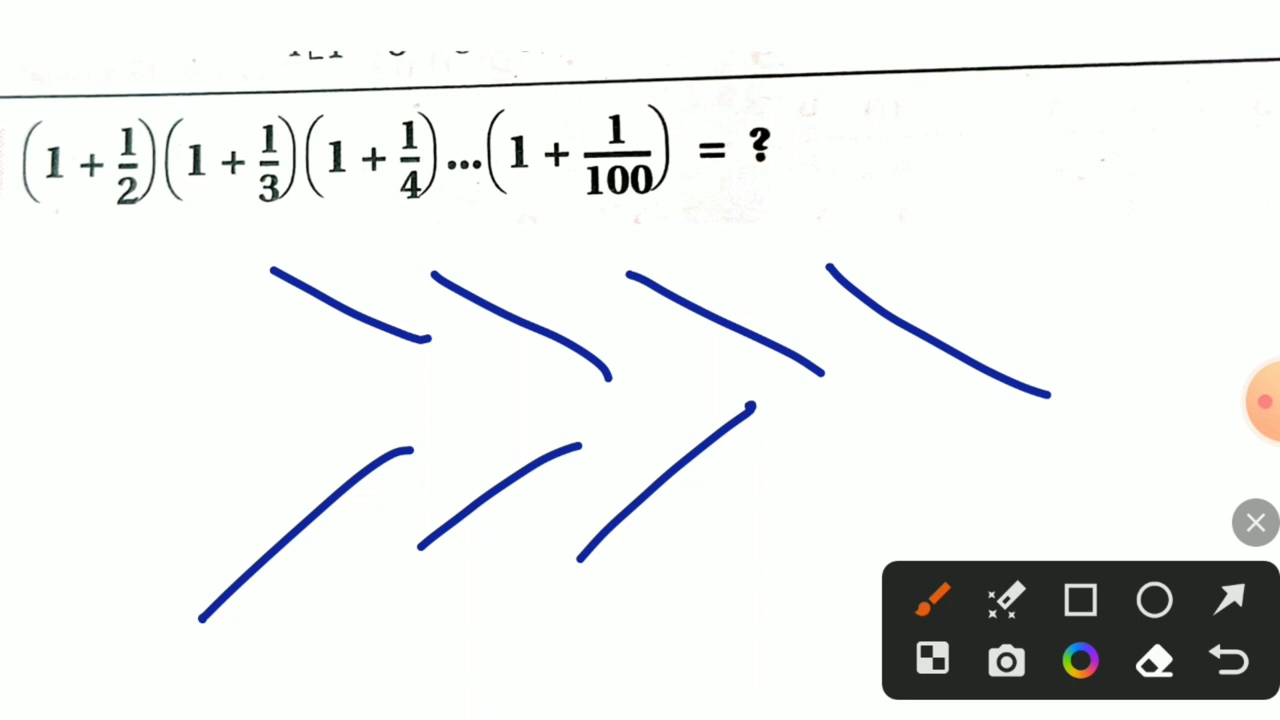 (1 + 1/2)(1 + 1/3)(1 + 1/4)...(1 + 1/100) = ?